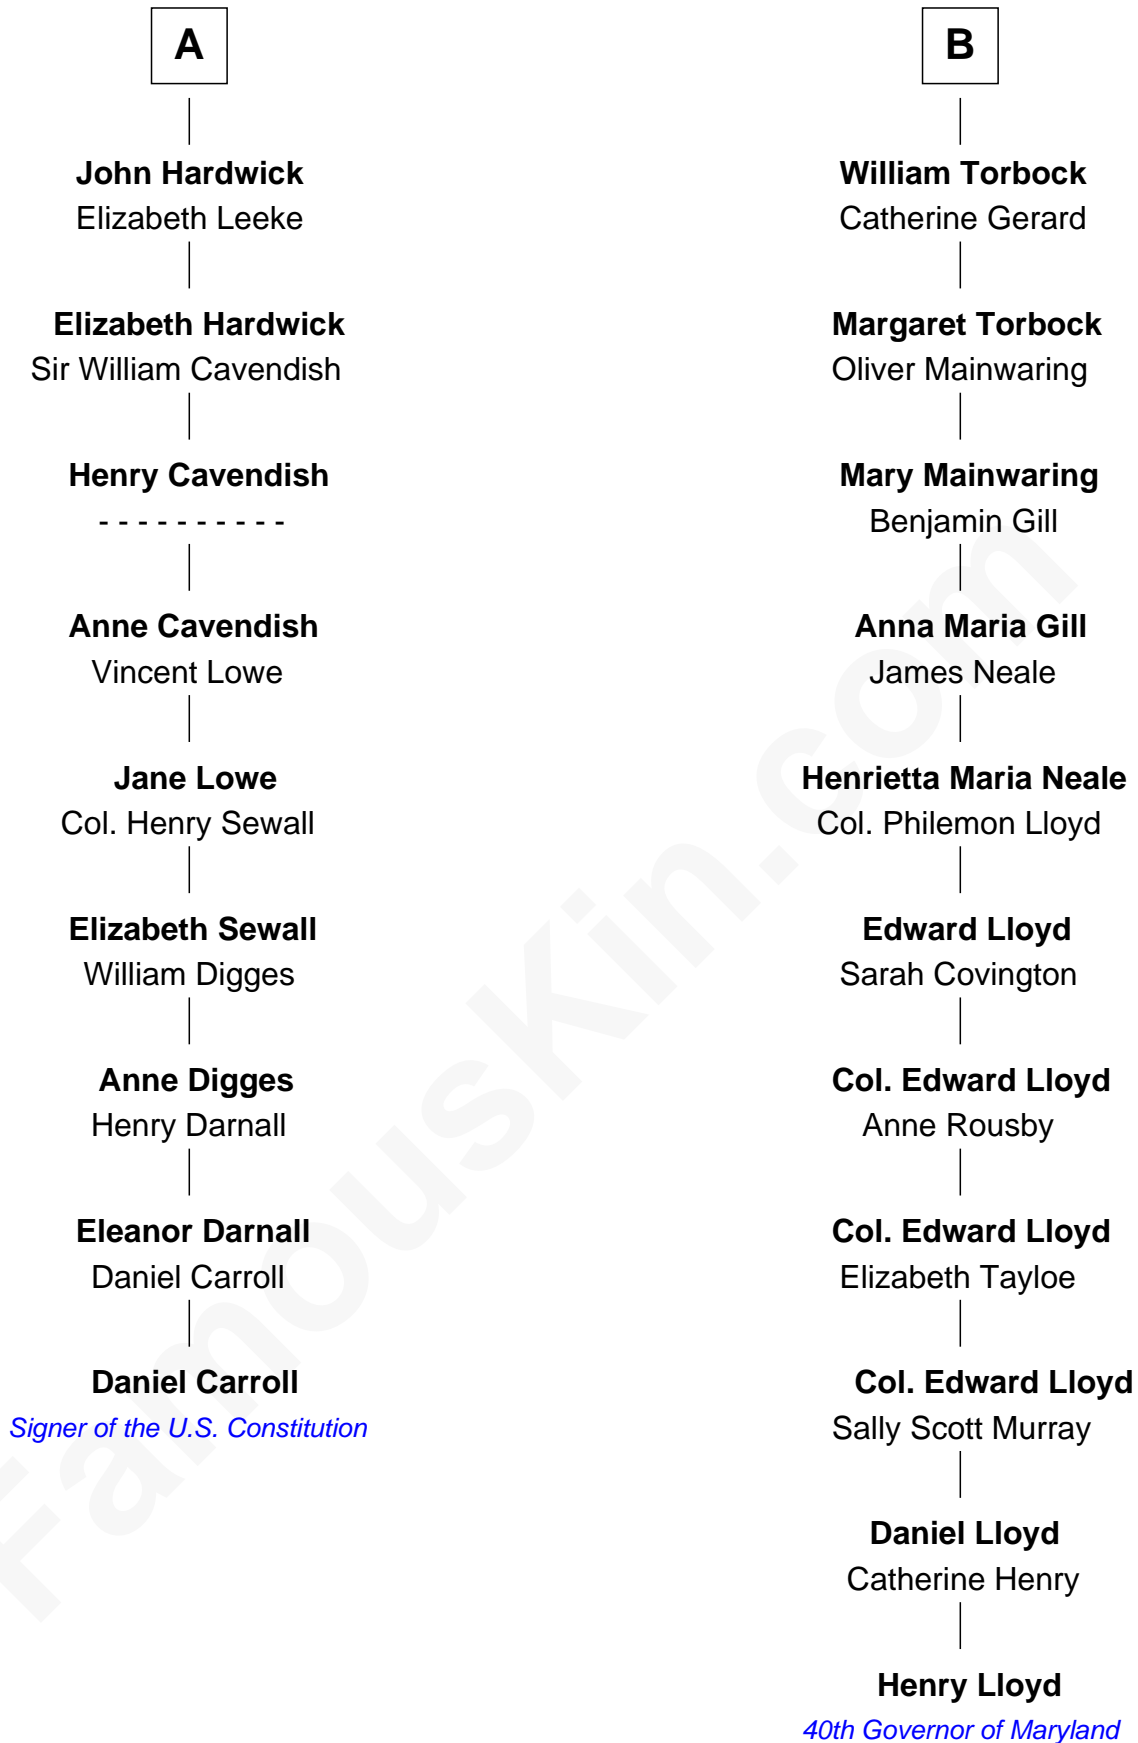 A
John Hardwick
Elizabeth Leeke
Elizabeth Hardwick
Sir William Cavendish
Henry Cavendish
- - - - - - - - - -
Anne Cavendish
Vincent Lowe
Jane Lowe
Col. Henry Sewall
Elizabeth Sewall
William Digges
Anne Digges
Henry Darnall
Eleanor Darnall
Daniel Carroll
Daniel Carroll
Signer of the U.S. Constitution
B
William Torbock
Catherine Gerard
Margaret Torbock
Oliver Mainwaring
Mary Mainwaring
Benjamin Gill
Anna Maria Gill
James Neale
Henrietta Maria Neale
Col. Philemon Lloyd
Edward Lloyd
Sarah Covington
Col. Edward Lloyd
Anne Rousby
Col. Edward Lloyd
Elizabeth Tayloe
Col. Edward Lloyd
Sally Scott Murray
Daniel Lloyd
Catherine Henry
Henry Lloyd
40th Governor of Maryland
FamousKin.com